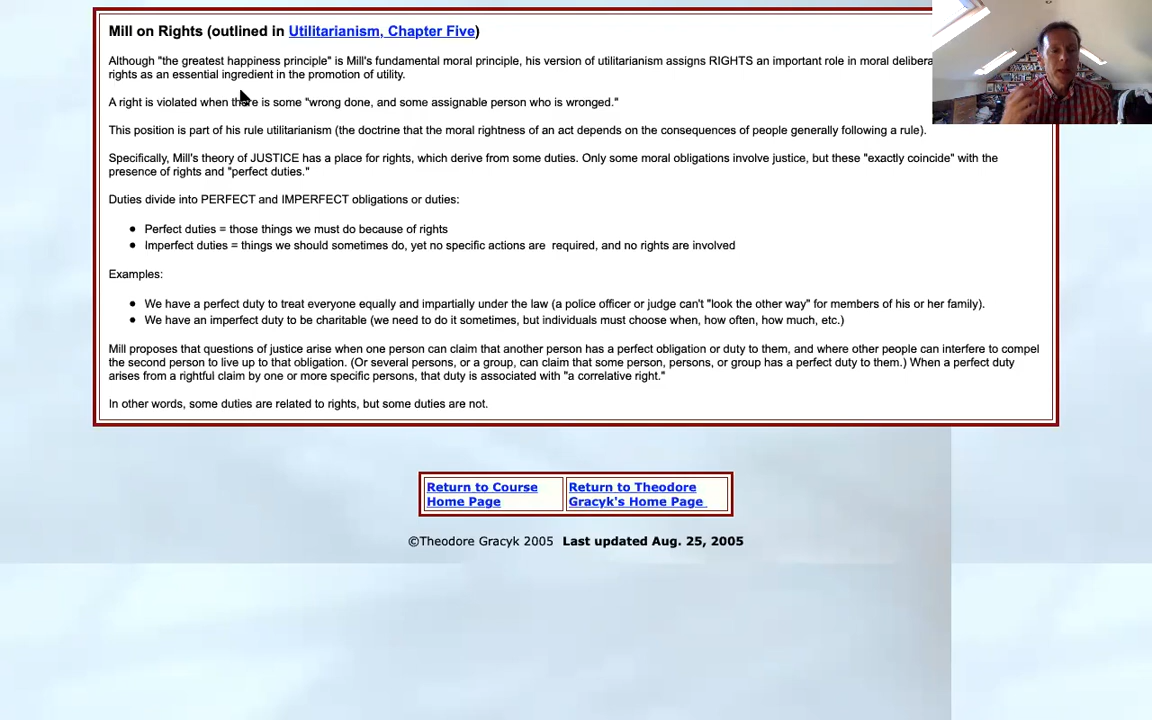 Mill on Rights (outlined in Utilitarianism, Chapter Five)
Although "the greatest happiness principle" is Mill's fundamental moral principle, his version of utilitarianism assigns RIGHTS an important role in moral
rights as an essential ingredient in the promotion of utility.
A right is violated when there is some "wrong done, and some assignable person who is wronged."
This position is part of his rule utilitarianism (the doctrine that the moral rightness of an act depends on the consequences of people generally following a rule).
Specifically, Mill's theory of JUSTICE has a place for rights, which derive from some duties. Only some moral obligations involve justice, but these "exactly coincide" with the
presence of rights and "perfect duties."
Duties divide into PERFECT and IMPERFECT obligations or duties:
● Perfect duties = those things we must do because of rights
● Imperfect duties = things we should sometimes do, yet no specific actions are required, and no rights are involved
Examples:
● We have a perfect duty to treat everyone equally and impartially under the law (a police officer or judge can't "look the other way" for members of his or her family).
● We have an imperfect duty to be charitable (we need to do it sometimes, but individuals must choose when, how often, how much, etc.)
Mill proposes that questions of justice arise when one person can claim that another person has a perfect obligation or duty to them, and where other people can interfere to compel
the second person to live up to that obligation. (Or several persons, or a group, can claim that some person, persons, or group has a perfect duty to them.) When a perfect duty
arises from a rightful claim by one or more specific persons, that duty is associated with "a correlative right."
In other words, some duties are related to rights, but some duties are not.
Return to Course
Home Page
Return to Theodore
Gracyk's Home Page
©Theodore Gracyk 2005 Last updated Aug. 25, 2005